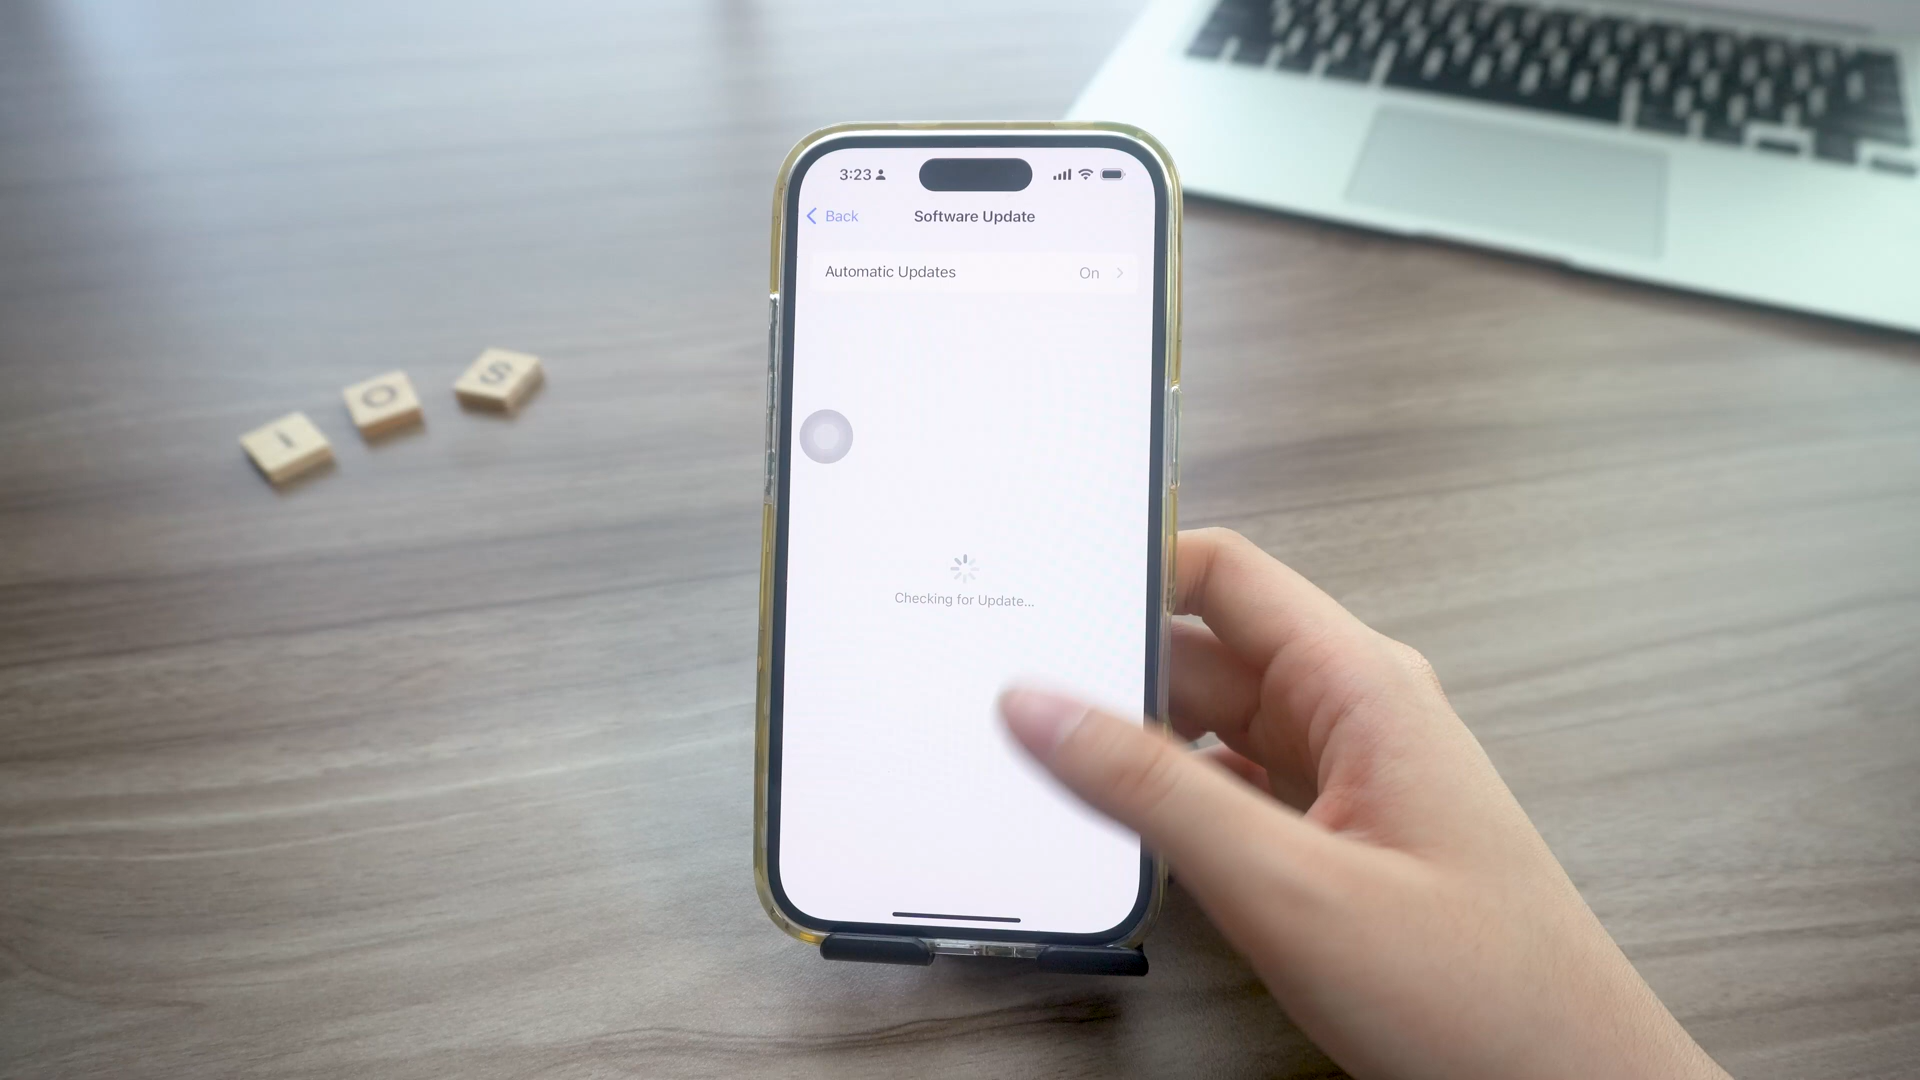 3:23
Back
Software Update
Automatic Updates
On
Checking for Update...
I
O
S